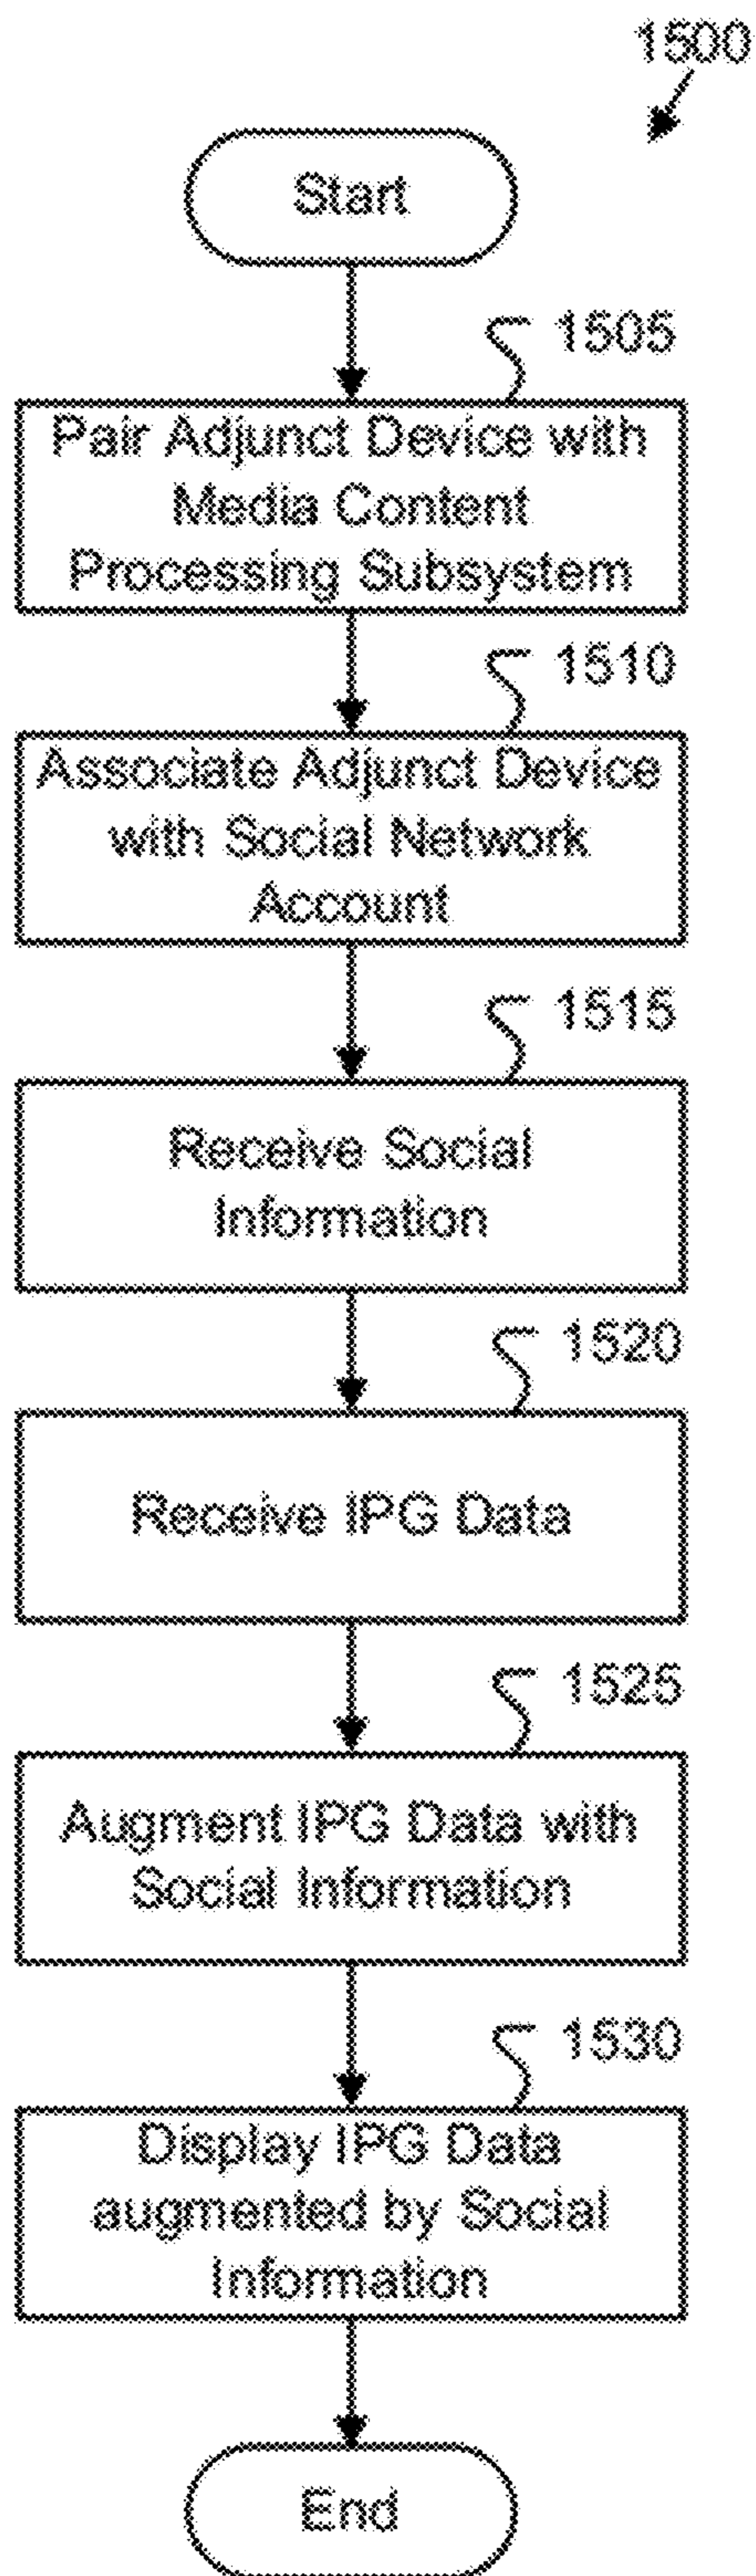 1500
Start
1505
Pair Adjunct Device with
Media Content
Processing Subsystem
1510
Associate Adjunct Device
with Social Network
Account
1515
Receive Social
Information
1520
Receive IPG Data
1525
Augment IPG Data with
Social Information
1530
Display IPG Data
augmented by Social
Information
End